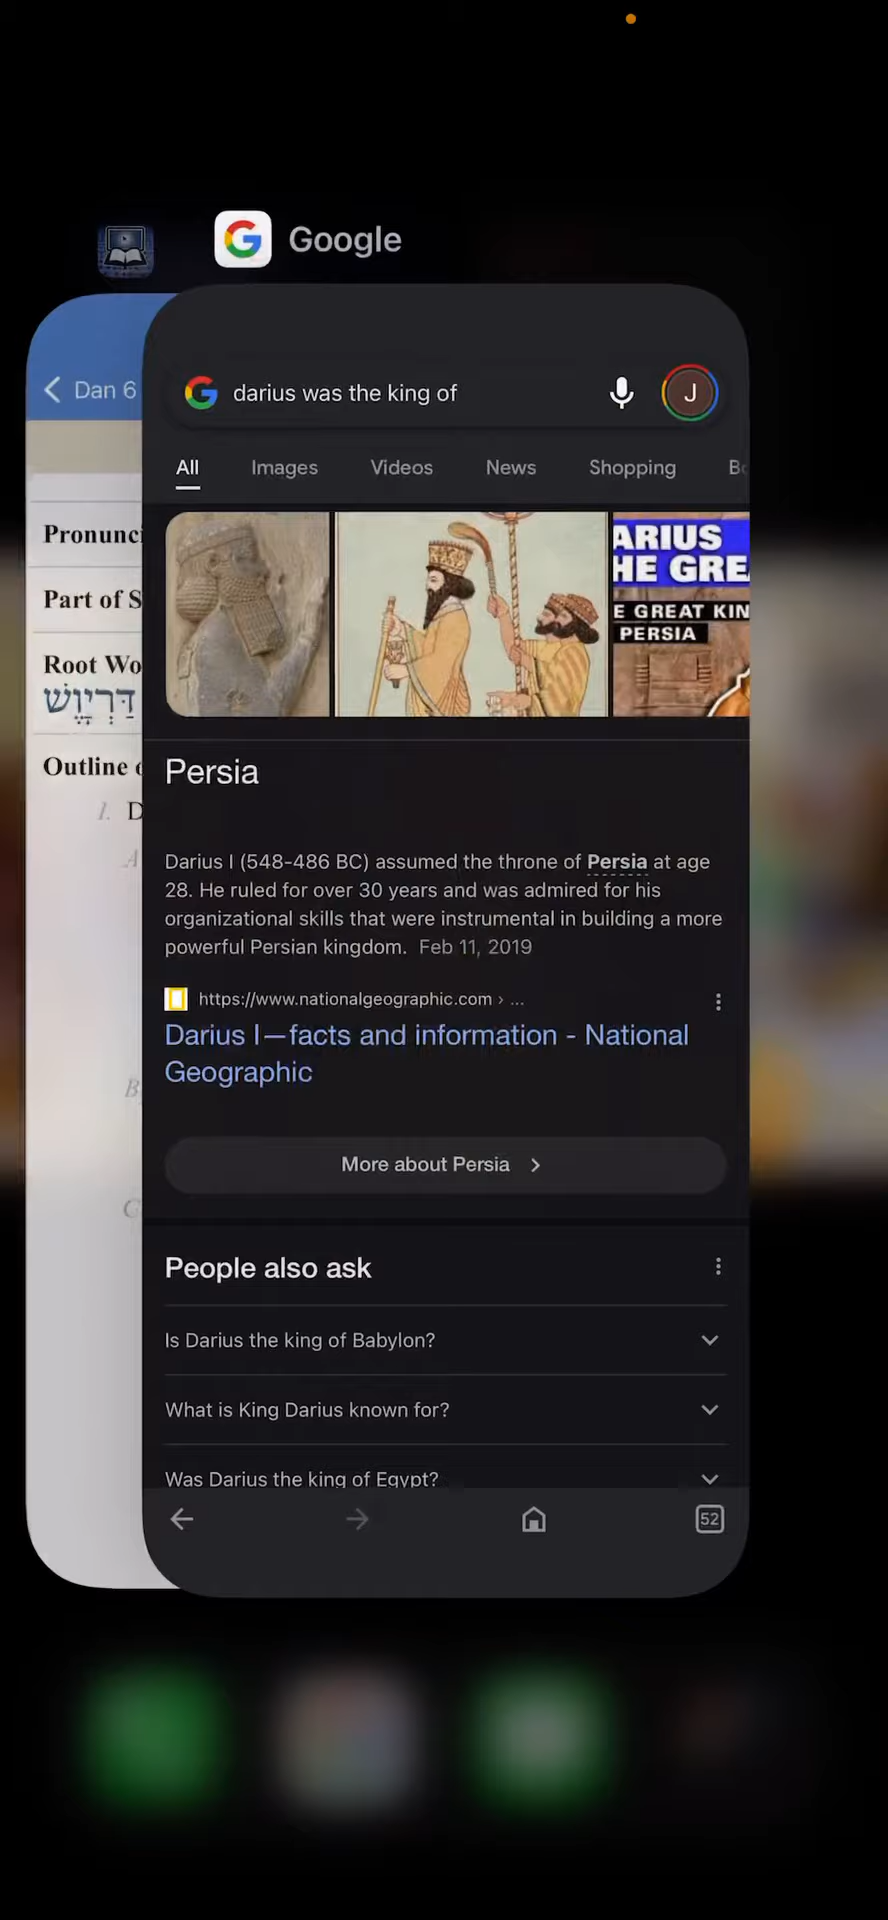 Google
Dan 6
darius was the king of
J
All Images Videos News Shopping
ARIUS
HE GRE
E GREAT KIN
PERSIA
Pronunci
Part of S
Root Wo
דָּרְיָוֶשׁ
Outline
1. D
A
B
C
Persia
Darius I (548-486 BC) assumed the throne of Persia at age
28. He ruled for over 30 years and was admired for his
organizational skills that were instrumental in building a more
powerful Persian kingdom. Feb 11, 2019
https://www.nationalgeographic.com › ...
Darius I—facts and information - National
Geographic
More about Persia
People also ask
Is Darius the king of Babylon?
What is King Darius known for?
Was Darius the king of Egypt?
52